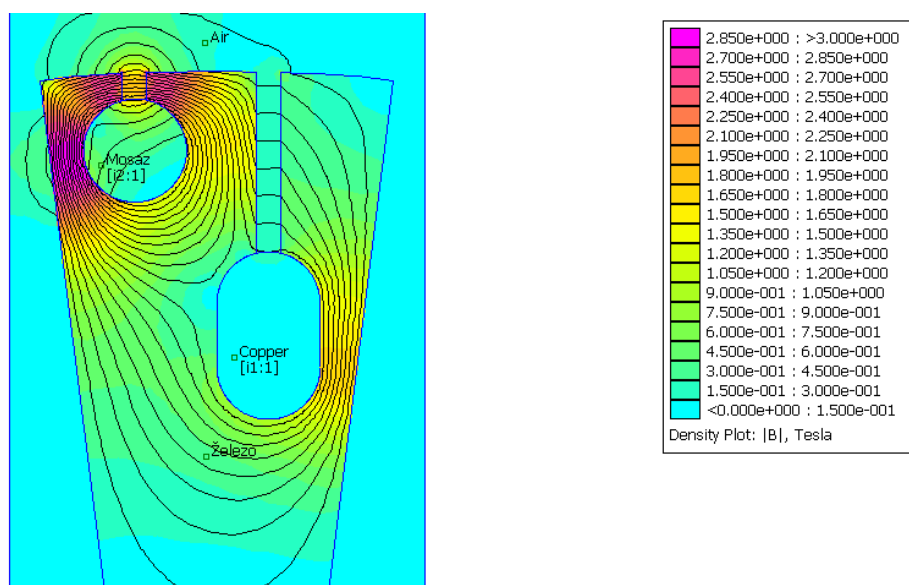 Air
Mosaz
[i2:1]
Copper
[i1:1]
Železo
2.850e+000 : >3.000e+000
2.700e+000 : 2.850e+000
2.550e+000 : 2.700e+000
2.400e+000 : 2.550e+000
2.250e+000 : 2.400e+000
2.100e+000 : 2.250e+000
1.950e+000 : 2.100e+000
1.800e+000 : 1.950e+000
1.650e+000 : 1.800e+000
1.500e+000 : 1.650e+000
1.350e+000 : 1.500e+000
1.200e+000 : 1.350e+000
1.050e+000 : 1.200e+000
9.000e-001 : 1.050e+000
7.500e-001 : 9.000e-001
6.000e-001 : 7.500e-001
4.500e-001 : 6.000e-001
3.000e-001 : 4.500e-001
1.500e-001 : 3.000e-001
<0.000e+000 : 1.500e-001
Density Plot: |B|, Tesla